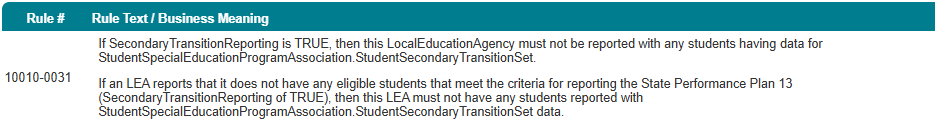 Rule # Rule Text / Business Meaning
If SecondaryTransitionReporting is TRUE, then this LocalEducationAgency must not be reported with any students having data for
StudentSpecialEducationProgramAssociation.StudentSecondaryTransitionSet.
10010-0031
If an LEA reports that it does not have any eligible students that meet the criteria for reporting the State Performance Plan 13
(SecondaryTransitionReporting of TRUE), then this LEA must not have any students reported with
StudentSpecialEducationProgramAssociation.StudentSecondaryTransitionSet data.